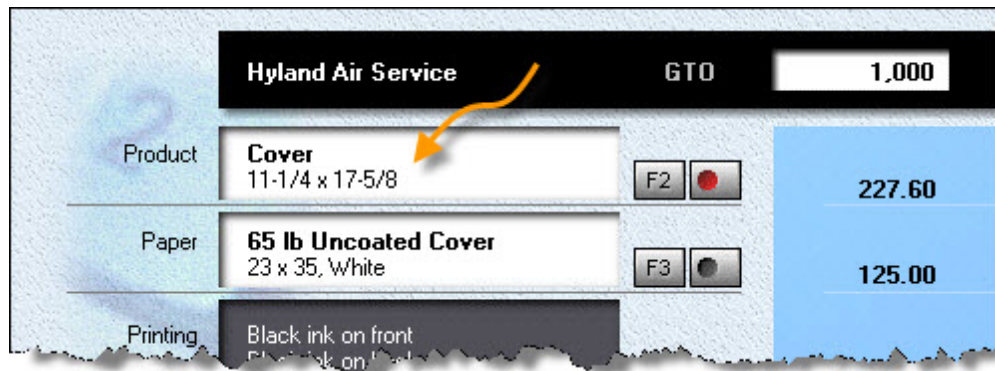 Hyland Air Service GTO 1,000
Product Cover
11-1/4 x 17-5/8
F2 227.60
Paper 65 lb Uncoated Cover
23 x 35, White
F3 125.00
Printing Black ink on front